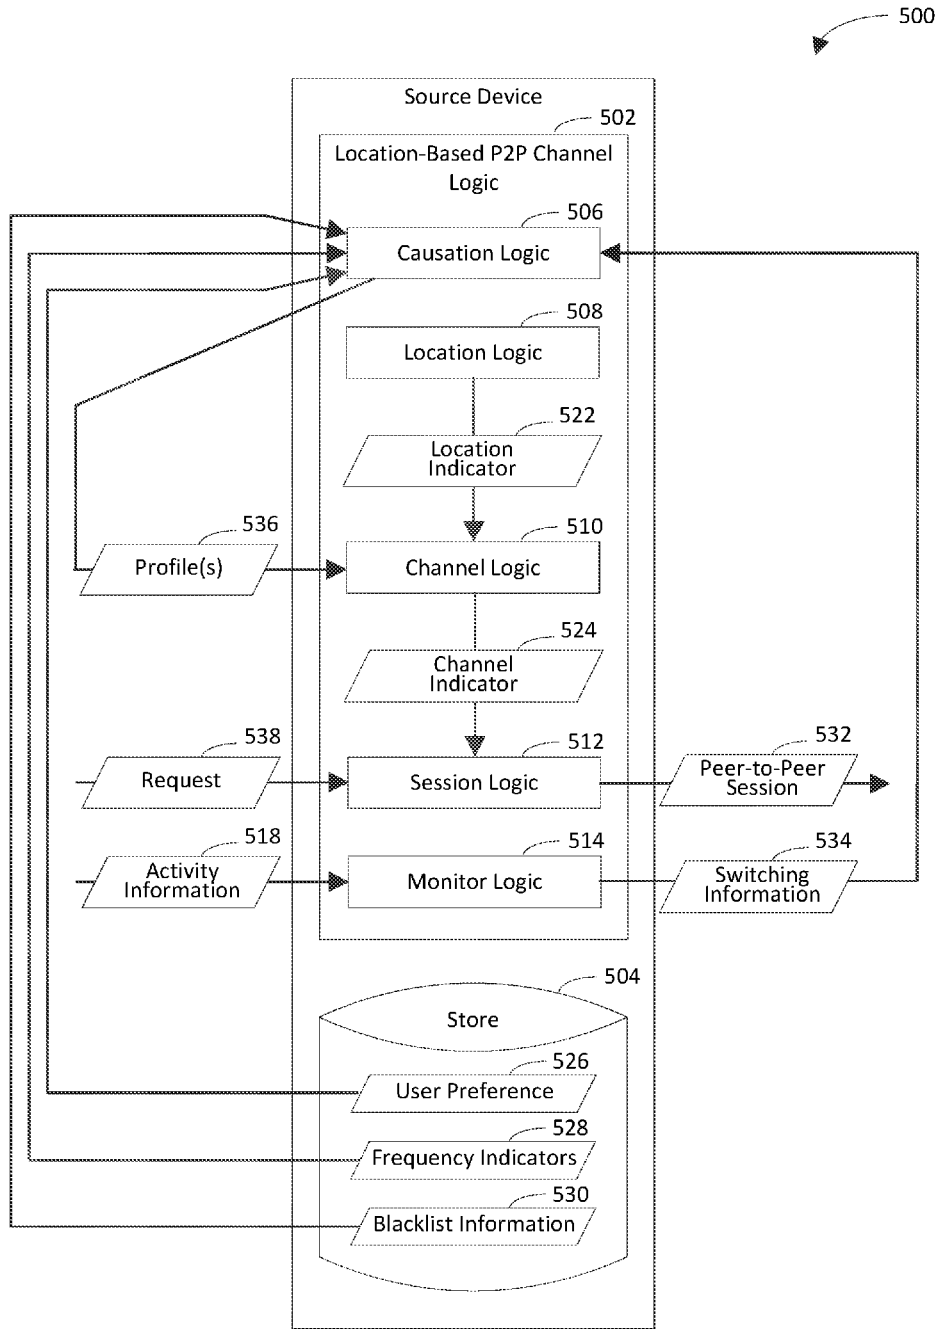 500
Source Device
502
Location-Based P2P Channel
Logic
506
Causation Logic
508
Location Logic
522
Location
Indicator
536
510
Profile(s)
Channel Logic
524
Channel
Indicator
538
512
532
Request
Session Logic
Peer-to-Peer
Session
518
514
534
Activity
Information
Monitor Logic
Switching
Information
504
Store
526
User Preference
528
Frequency Indicators
530
Blacklist Information